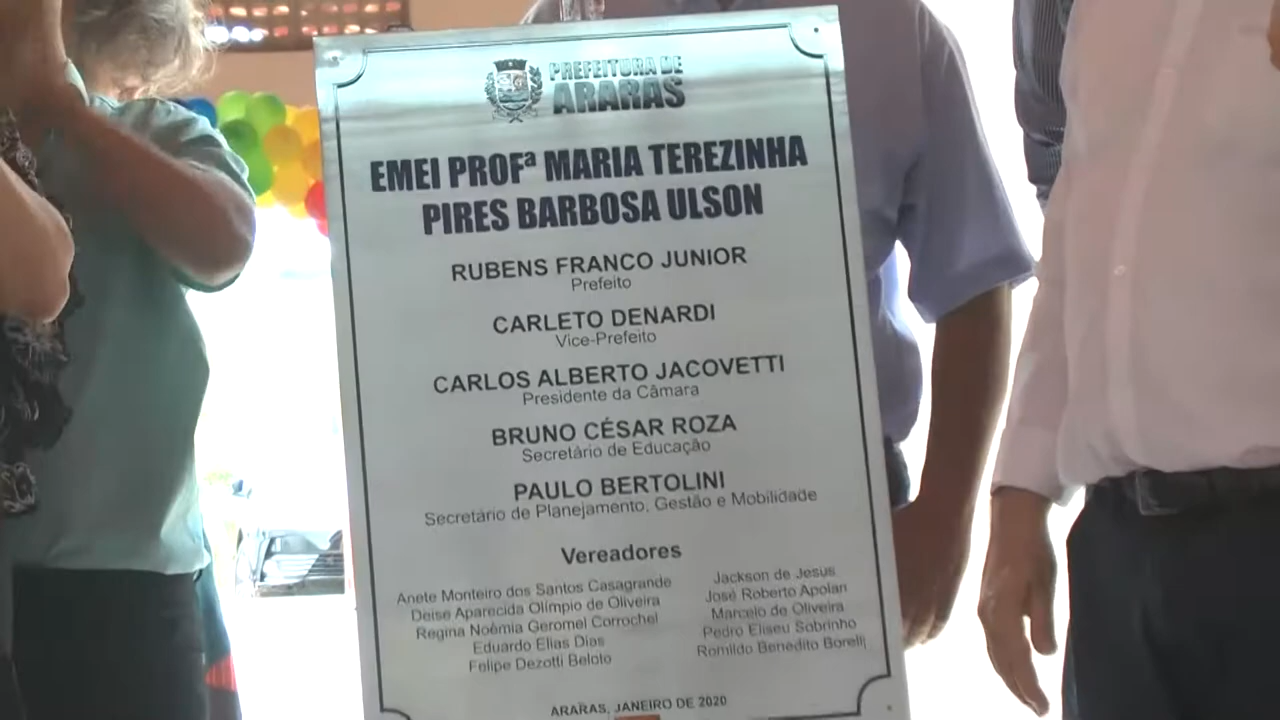 PREFEITURA DE
ARARAS
EMEI PROFª MARIA TEREZINHA
PIRES BARBOSA ULSON
RUBENS FRANCO JUNIOR
Prefeito
CARLETO DENARDI
Vice-Prefeito
CARLOS ALBERTO JACOVETTI
Presidente da Câmara
BRUNO CÉSAR ROZA
Secretário de Educação
PAULO BERTOLINI
Secretário de Planejamento, Gestão e Mobilidade
Vereadores
Anete Monteiro dos Santos Casagrande
Deise Aparecida Olímpio de Oliveira
Regina Noêmia Geromel Corrochel
Eduardo Elias Dias
Felipe Dezotti Beloto
Jackson de Jesus
José Roberto Apolari
Marcelo de Oliveira
Pedro Eliseu Sobrinho
Romildo Benedito Borelli
ARARAS, JANEIRO DE 2020